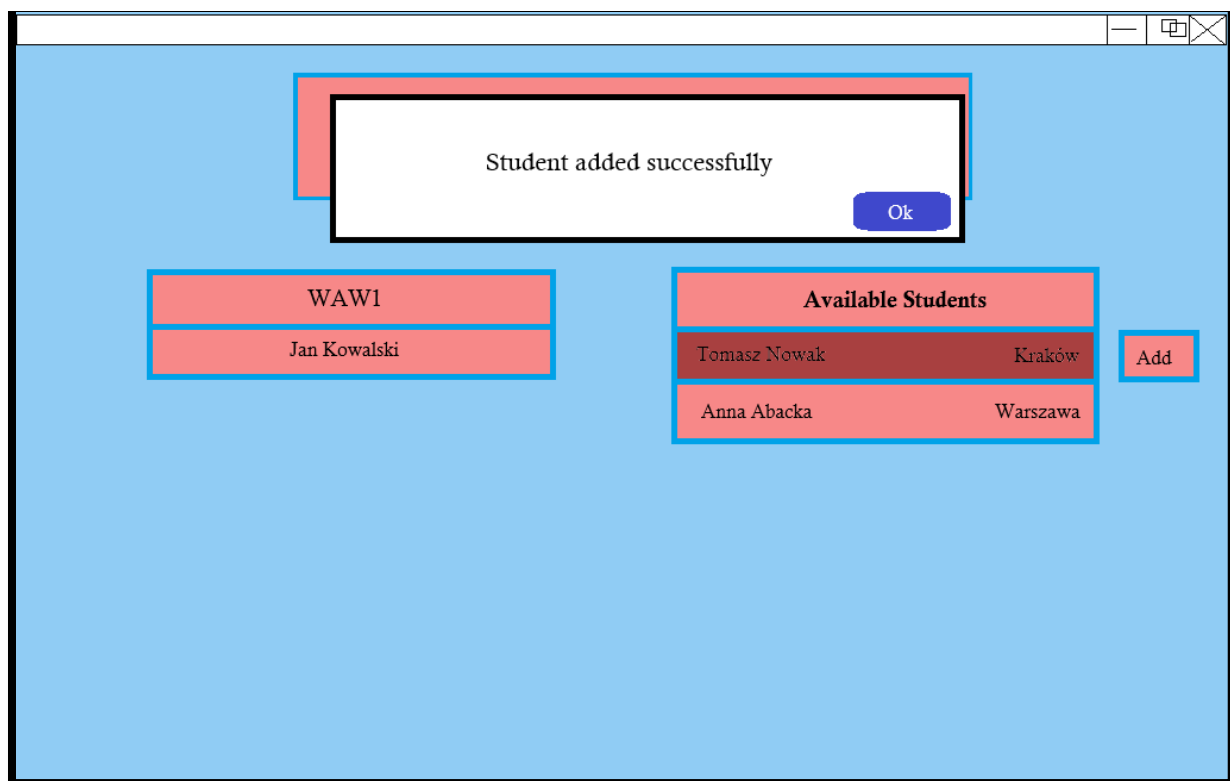 Student added successfully
Ok
WAW1
Jan Kowalski
Available Students
Tomasz Nowak Kraków
Add
Anna Abacka Warszawa